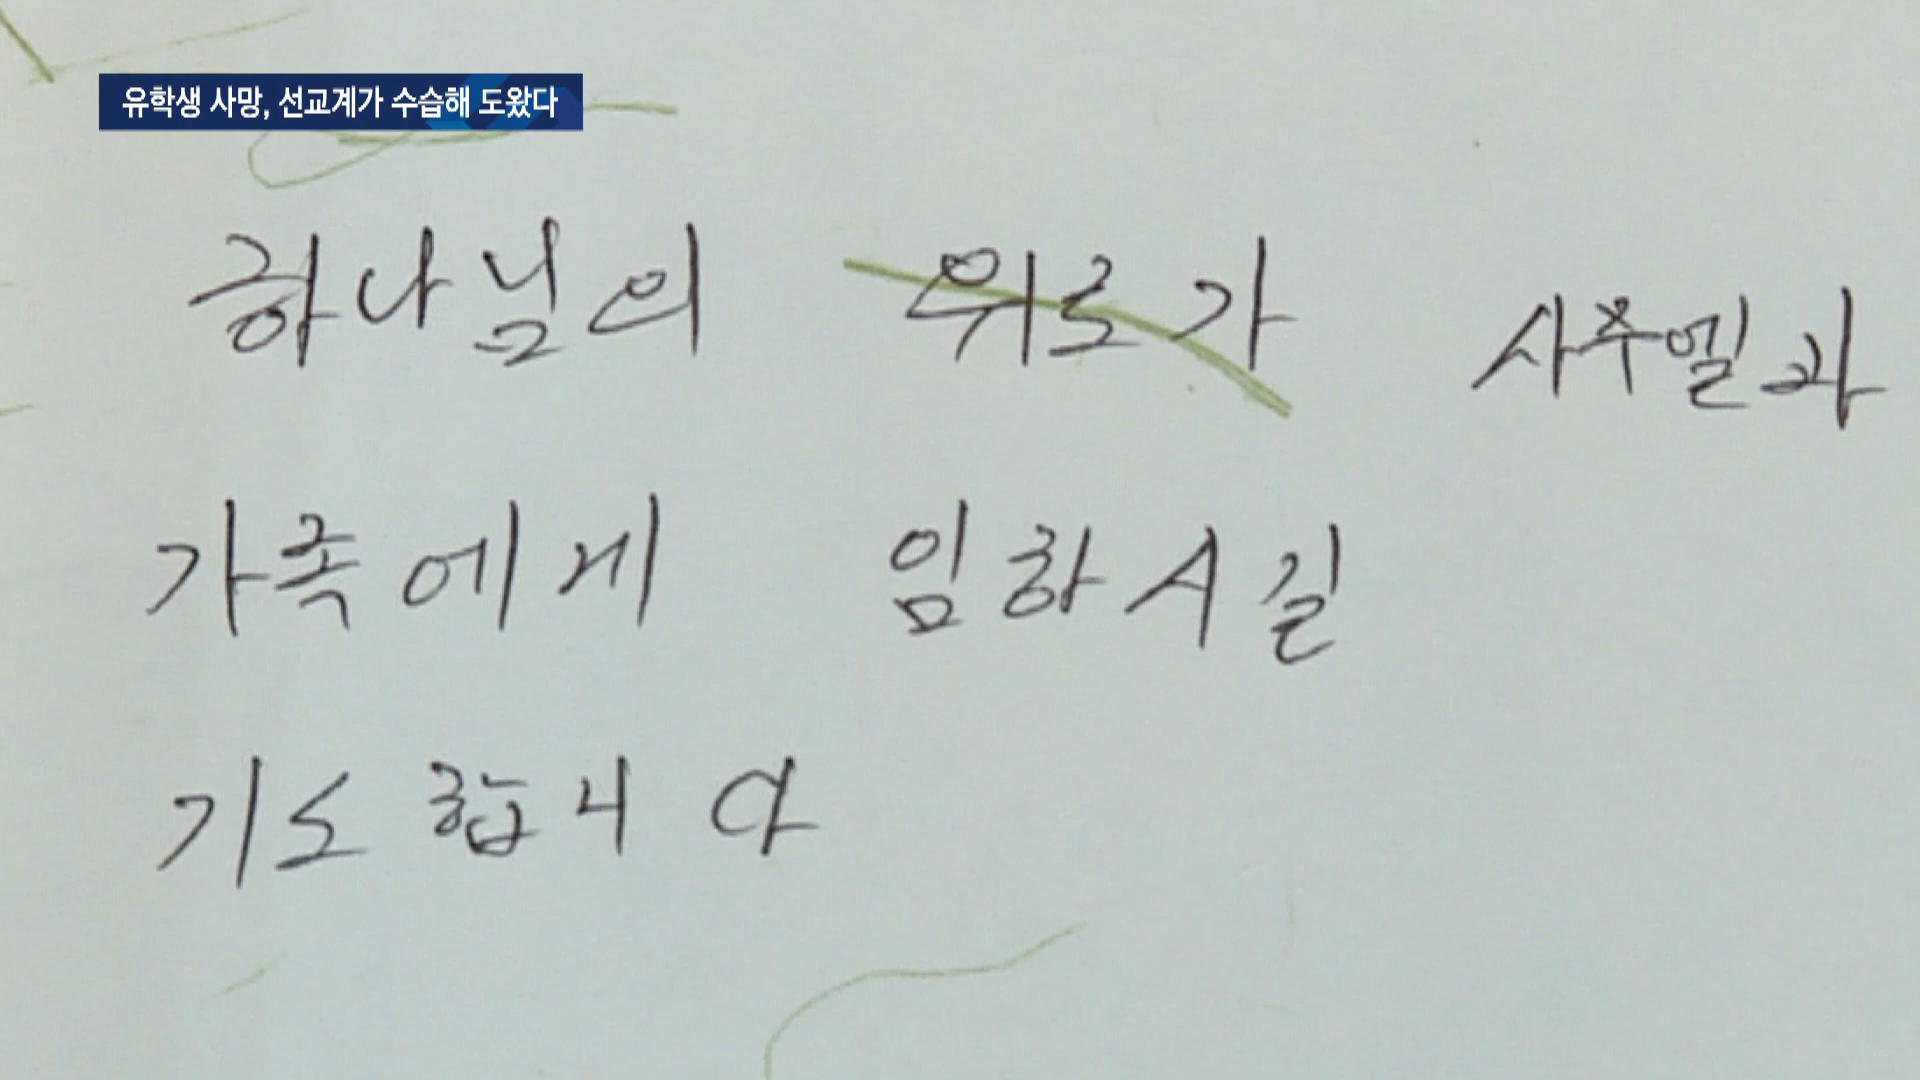 유학생 사망, 선교계가 수습해 도왔다
하나님의 위로가 사무엘과
가족에게 임하시길
기도합니다